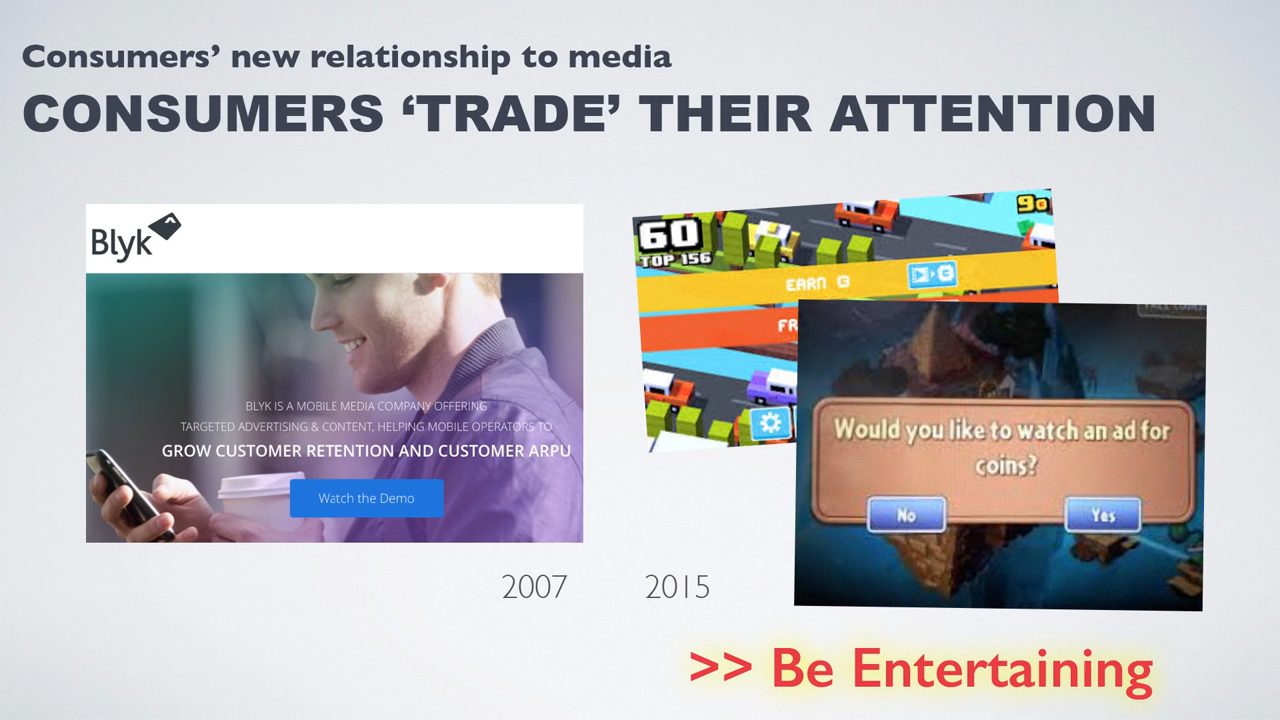 Consumers’ new relationship to media
CONSUMERS ‘TRADE’ THEIR ATTENTION
Blyk
BLYK IS A MOBILE MEDIA COMPANY OFFERING
TARGETED ADVERTISING & CONTENT, HELPING MOBILE OPERATORS TO
GROW CUSTOMER RETENTION AND CUSTOMER ARPU
Watch the Demo
60
TOP 156
EARN C
FR
Would you like to watch an ad for
coins?
No Yes
2007 2015
>> Be Entertaining